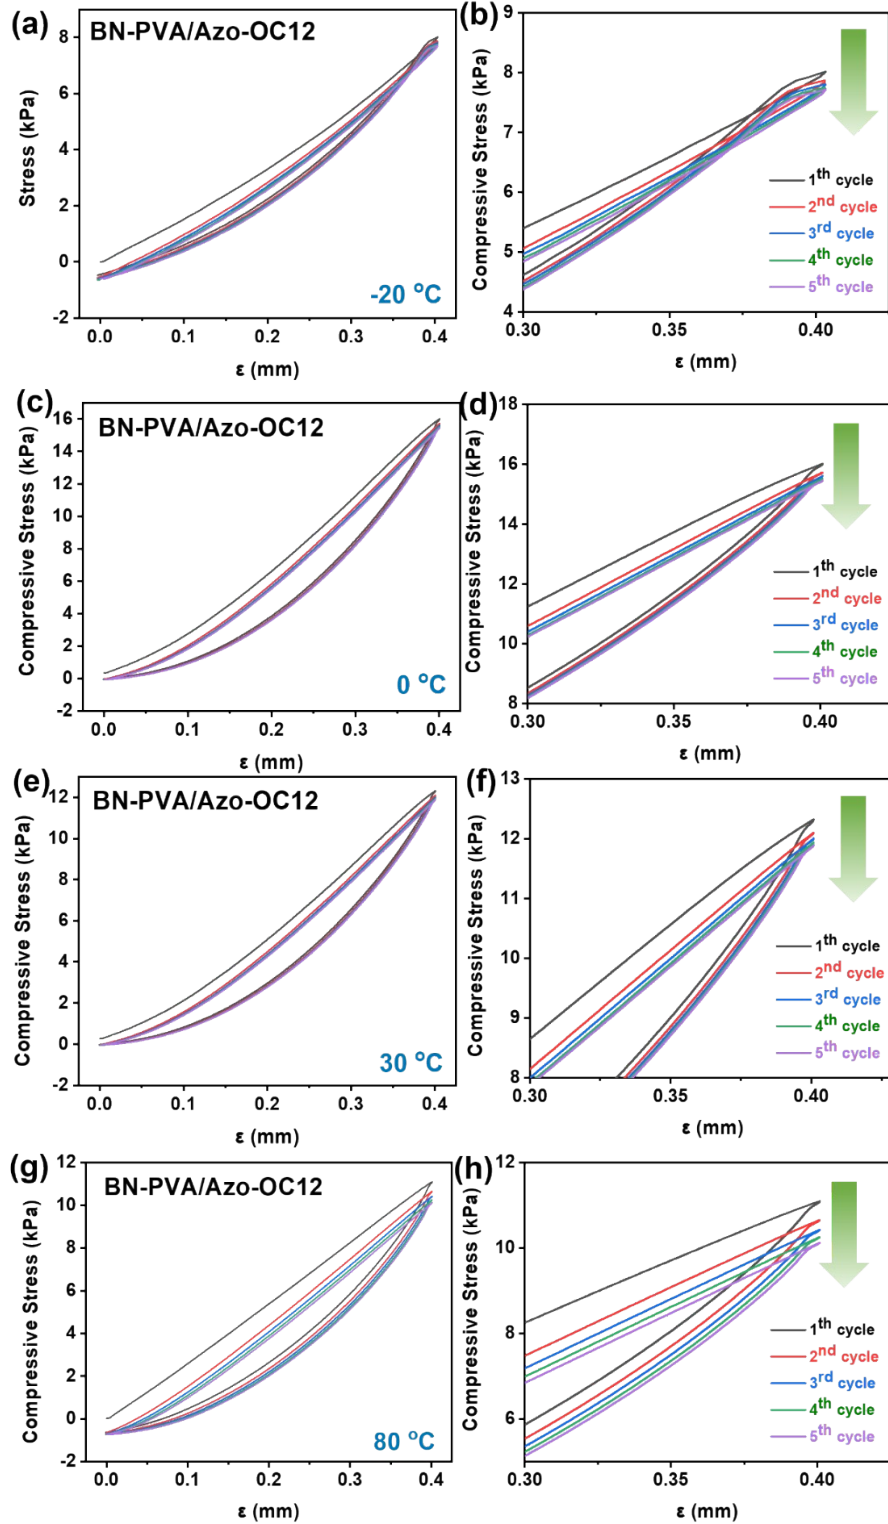 (a)
BN-PVA/Azo-OC12
Stress (kPa)
8
6
4
2
0
-2
0.0 0.1 0.2 0.3 0.4
ε (mm)
-20 °C
(b)
Compressive Stress (kPa)
9
8
7
6
5
4
0.30 0.35 0.40
ε (mm)
1th cycle
2nd cycle
3rd cycle
4th cycle
5th cycle
(c)
BN-PVA/Azo-OC12
Compressive Stress (kPa)
16
14
12
10
8
6
4
2
0
-2
0.0 0.1 0.2 0.3 0.4
ε (mm)
0 °C
(d)
Compressive Stress (kPa)
18
16
14
12
10
8
0.30 0.35 0.40
ε (mm)
1th cycle
2nd cycle
3rd cycle
4th cycle
5th cycle
(e)
BN-PVA/Azo-OC12
Compressive Stress (kPa)
12
10
8
6
4
2
0
-2
0.0 0.1 0.2 0.3 0.4
ε (mm)
30 °C
(f)
Compressive Stress (kPa)
13
12
11
10
9
8
0.30 0.35 0.40
ε (mm)
1th cycle
2nd cycle
3rd cycle
4th cycle
5th cycle
(g)
BN-PVA/Azo-OC12
Compressive Stress (kPa)
12
10
8
6
4
2
0
-2
0.0 0.1 0.2 0.3 0.4
ε (mm)
80 °C
(h)
Compressive Stress (kPa)
12
10
8
6
0.30 0.35 0.40
ε (mm)
1th cycle
2nd cycle
3rd cycle
4th cycle
5th cycle